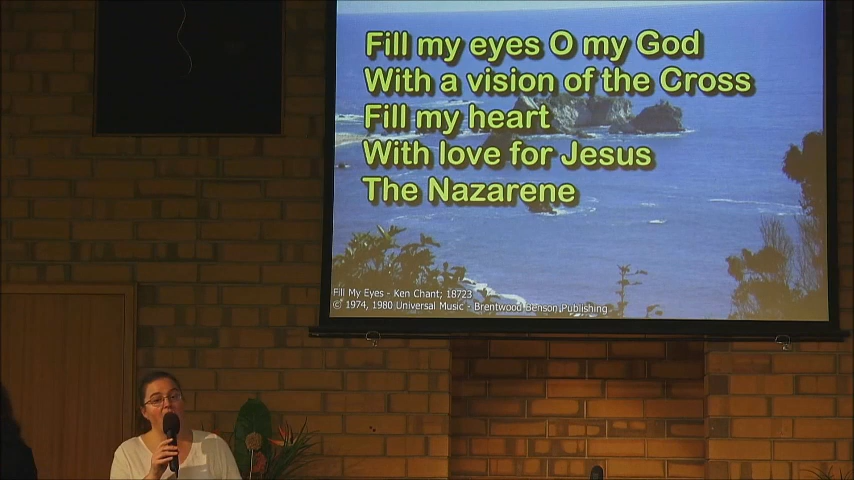 Fill my eyes O my God
With a vision of the Cross
Fill my heart
With love for Jesus
The Nazarene
Fill My Eyes - Ken Chant; 18723
© 1974, 1980 Universal Music - Brentwood Benson Publishing